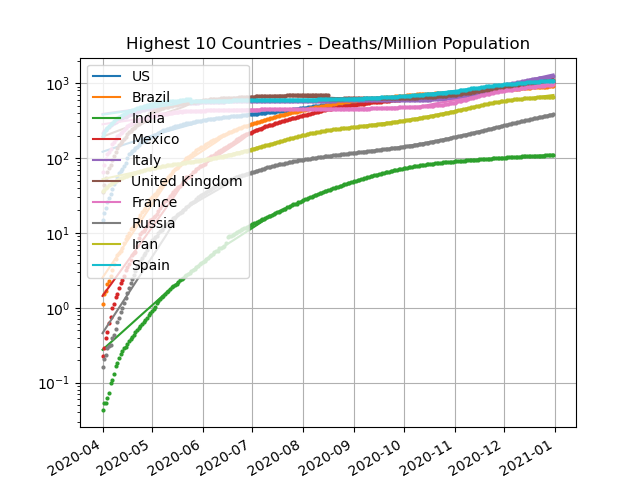 Highest 10 Countries - Deaths/Million Population
10³
10²
10¹
10⁰
10⁻¹
US
Brazil
India
Mexico
Italy
United Kingdom
France
Russia
Iran
Spain
2020-04
2020-05
2020-06
2020-07
2020-08
2020-09
2020-10
2020-11
2020-12
2021-01